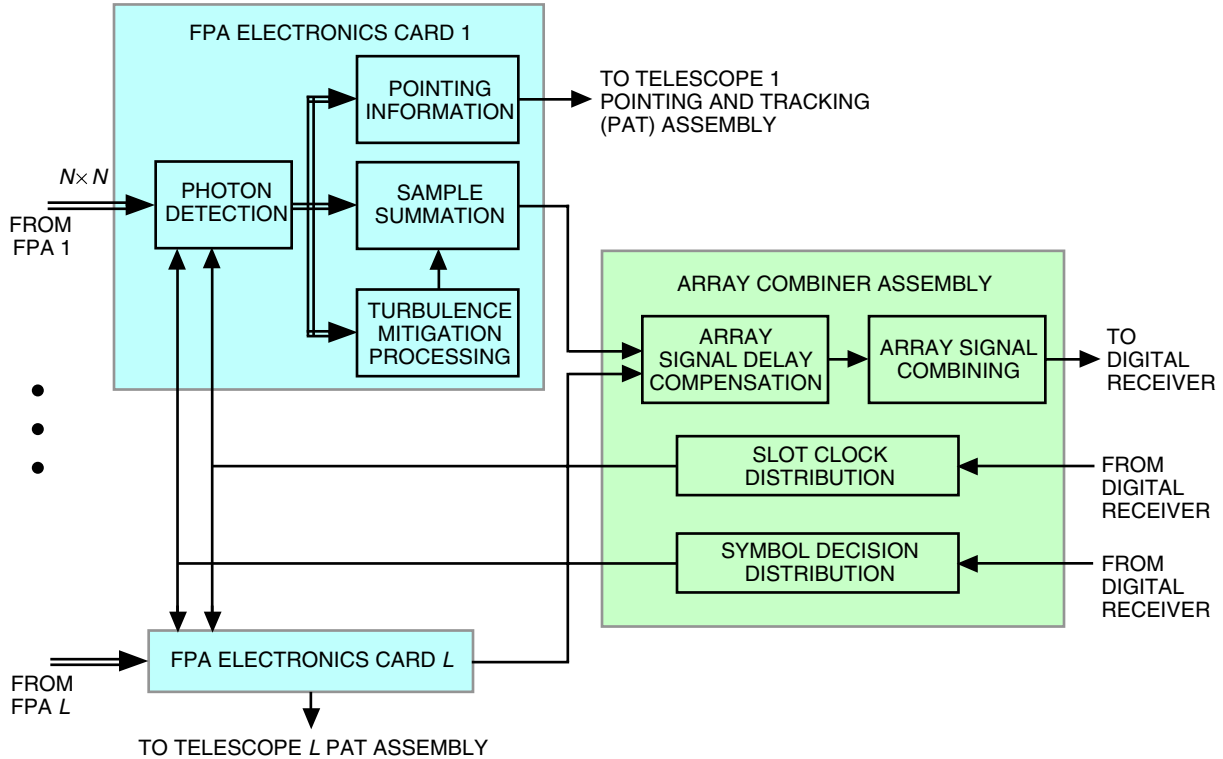 FPA ELECTRONICS CARD 1
POINTING
INFORMATION
TO TELESCOPE 1
POINTING AND TRACKING
(PAT) ASSEMBLY
N× N
FROM
FPA 1
PHOTON
DETECTION
SAMPLE
SUMMATION
TURBULENCE
MITIGATION
PROCESSING
ARRAY COMBINER ASSEMBLY
ARRAY
SIGNAL DELAY
COMPENSATION
ARRAY SIGNAL
COMBINING
TO
DIGITAL
RECEIVER
SLOT CLOCK
DISTRIBUTION
FROM
DIGITAL
RECEIVER
SYMBOL DECISION
DISTRIBUTION
FROM
DIGITAL
RECEIVER
FROM
FPA L
FPA ELECTRONICS CARD L
TO TELESCOPE L PAT ASSEMBLY